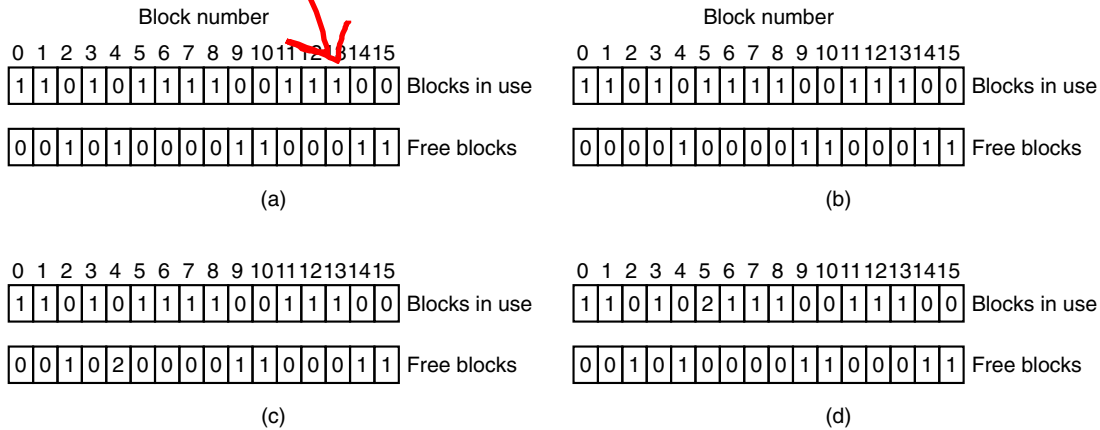 Block number
0 1 2 3 4 5 6 7 8 9 10 11 12 13 14 15
1 1 0 1 0 1 1 1 1 0 0 1 1 1 0 0 Blocks in use
0 0 1 0 1 0 0 0 0 1 1 0 0 0 1 1 Free blocks
(a)
Block number
0 1 2 3 4 5 6 7 8 9 10 11 12 13 14 15
1 1 0 1 0 1 1 1 1 0 0 1 1 1 0 0 Blocks in use
0 0 0 0 1 0 0 0 0 1 1 0 0 0 1 1 Free blocks
(b)
0 1 2 3 4 5 6 7 8 9 10 11 12 13 14 15
1 1 0 1 0 1 1 1 1 0 0 1 1 1 0 0 Blocks in use
0 0 1 0 2 0 0 0 0 1 1 0 0 0 1 1 Free blocks
(c)
0 1 2 3 4 5 6 7 8 9 10 11 12 13 14 15
1 1 0 1 0 2 1 1 1 0 0 1 1 1 0 0 Blocks in use
0 0 1 0 1 0 0 0 0 1 1 0 0 0 1 1 Free blocks
(d)